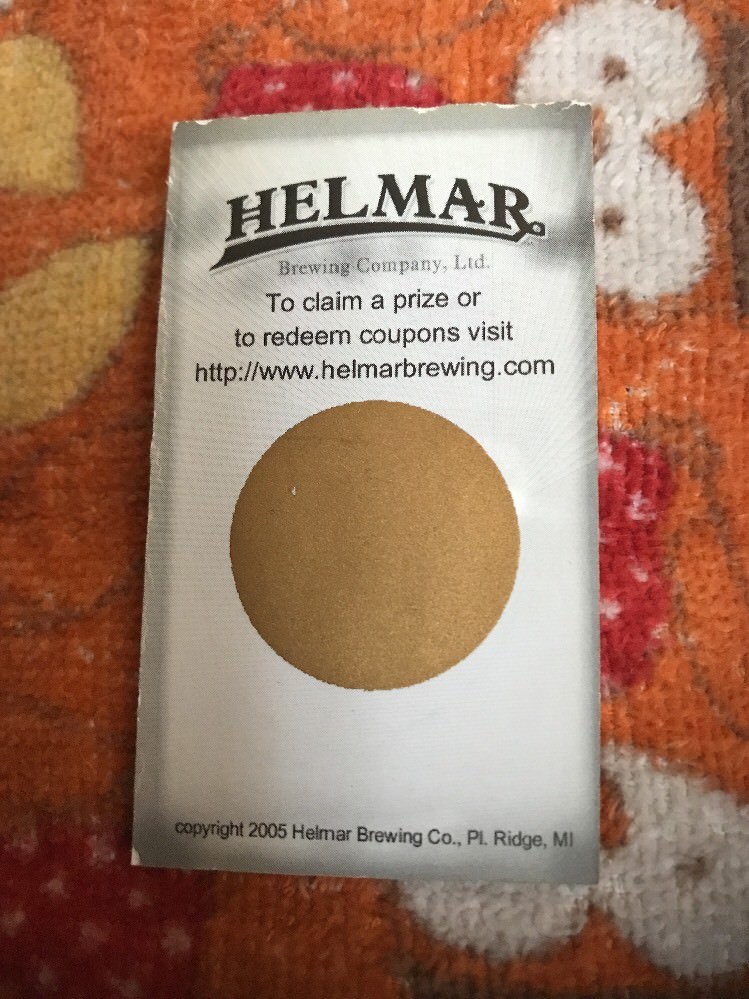 HELMAR
Brewing Company, Ltd.
To claim a prize or
to redeem coupons visit
http://www.helmarbrewing.com
copyright 2005 Helmar Brewing Co., Pl. Ridge, MI